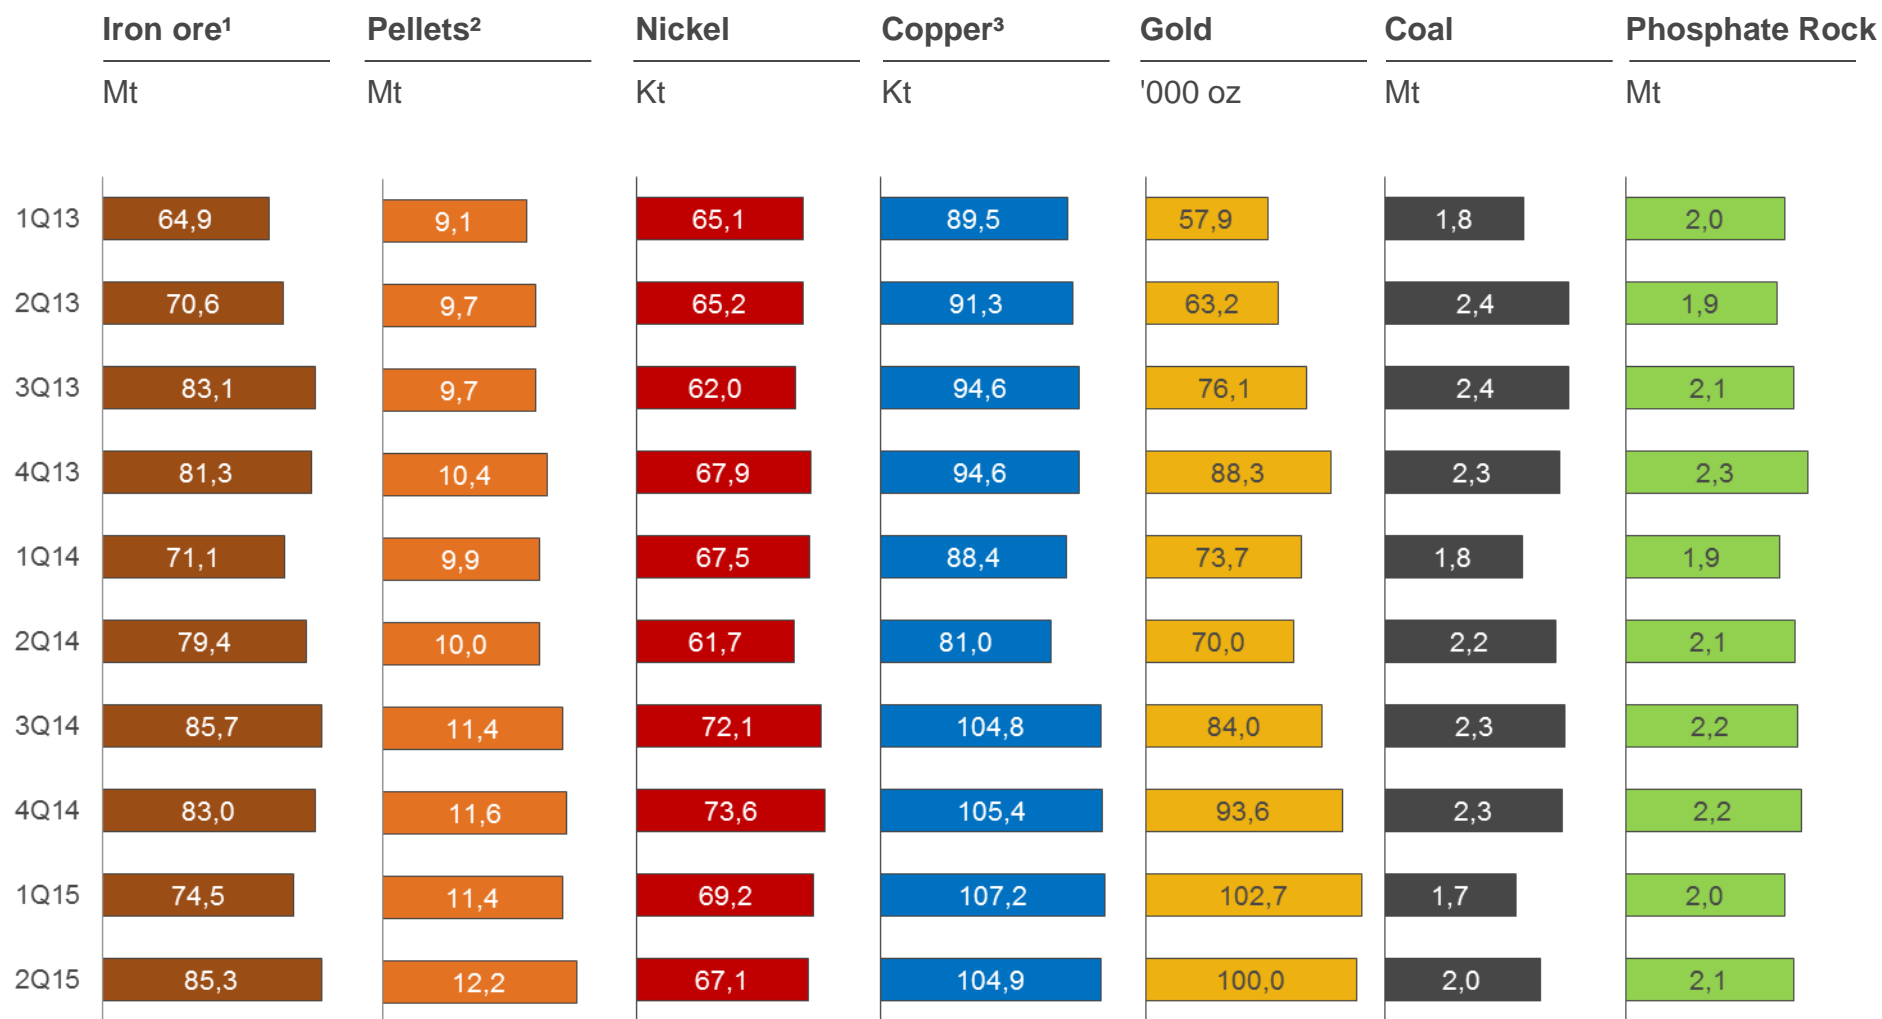 Iron ore¹ Pellets² Nickel Copper³ Gold Coal Phosphate Rock
Mt Mt Kt Kt '000 oz Mt Mt
1Q13 64,9 9,1 65,1 89,5 57,9 1,8 2,0
2Q13 70,6 9,7 65,2 91,3 63,2 2,4 1,9
3Q13 83,1 9,7 62,0 94,6 76,1 2,4 2,1
4Q13 81,3 10,4 67,9 94,6 88,3 2,3 2,3
1Q14 71,1 9,9 67,5 88,4 73,7 1,8 1,9
2Q14 79,4 10,0 61,7 81,0 70,0 2,2 2,1
3Q14 85,7 11,4 72,1 104,8 84,0 2,3 2,2
4Q14 83,0 11,6 73,6 105,4 93,6 2,3 2,2
1Q15 74,5 11,4 69,2 107,2 102,7 1,7 2,0
2Q15 85,3 12,2 67,1 104,9 100,0 2,0 2,1